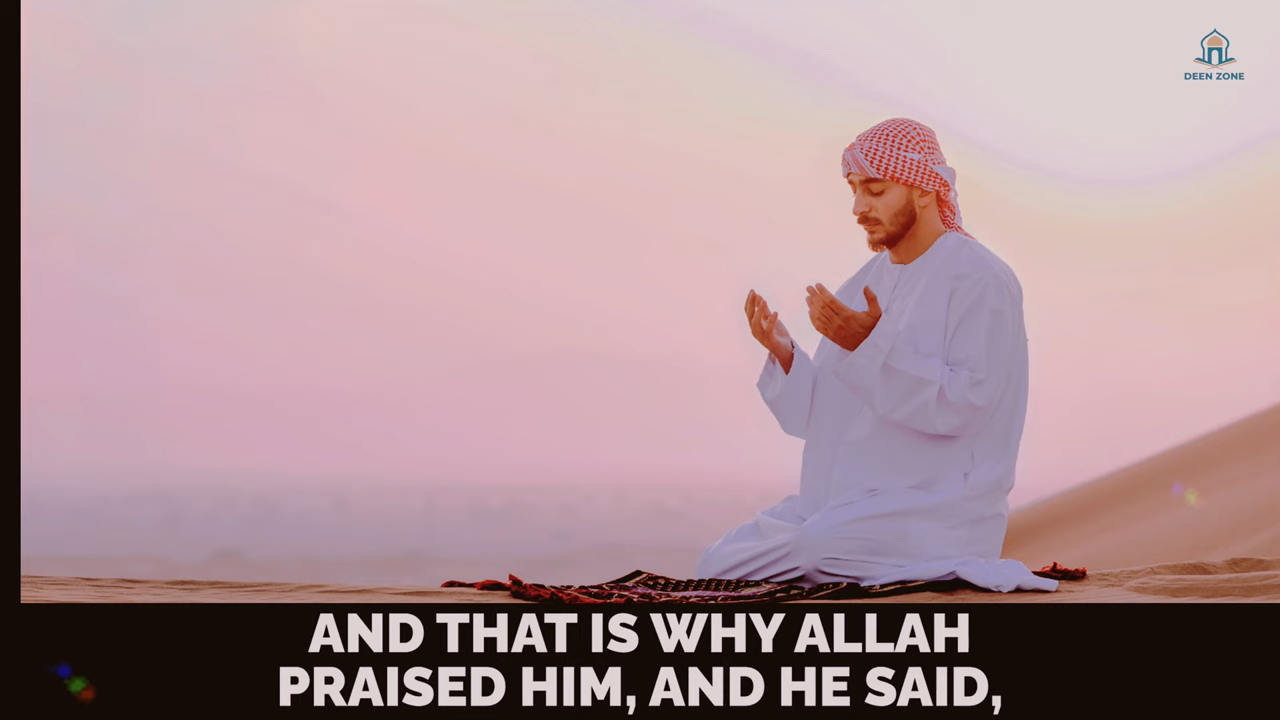 DEEN ZONE
AND THAT IS WHY ALLAH
PRAISED HIM, AND HE SAID,